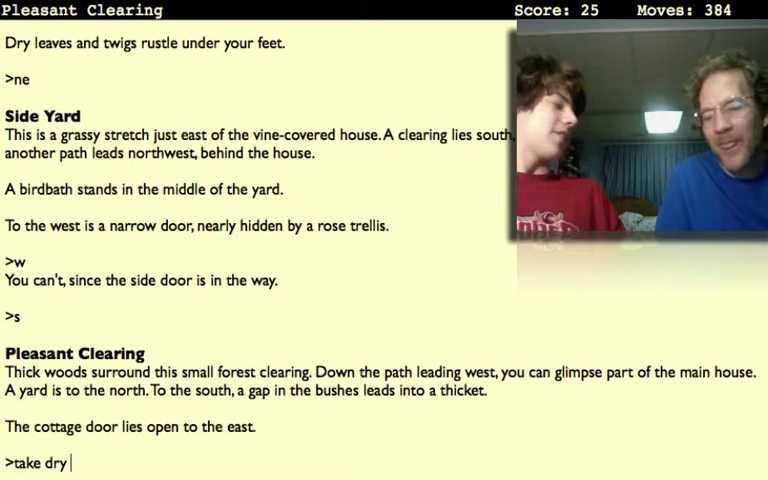 Pleasant Clearing Score: 25 Moves: 384
Dry leaves and twigs rustle under your feet.
>ne
Side Yard
This is a grassy stretch just east of the vine-covered house. A clearing lies south,
another path leads northwest, behind the house.
A birdbath stands in the middle of the yard.
To the west is a narrow door, nearly hidden by a rose trellis.
>w
You can't, since the side door is in the way.
>s
Pleasant Clearing
Thick woods surround this small forest clearing. Down the path leading west, you can glimpse part of the main house.
A yard is to the north. To the south, a gap in the bushes leads into a thicket.
The cottage door lies open to the east.
>take dry